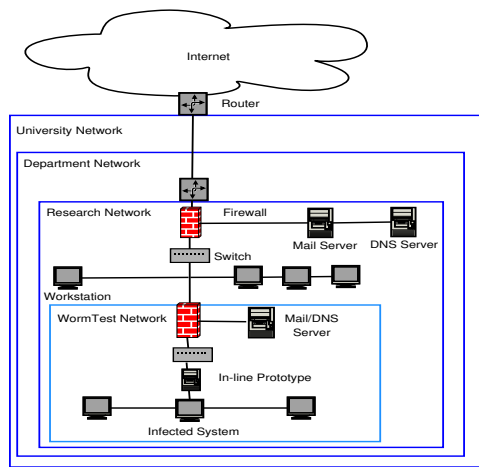 Internet
Router
University Network
Department Network
Research Network
Firewall
Mail Server
DNS Server
Switch
Workstation
WormTest Network
Mail/DNS
Server
In-line Prototype
Infected System